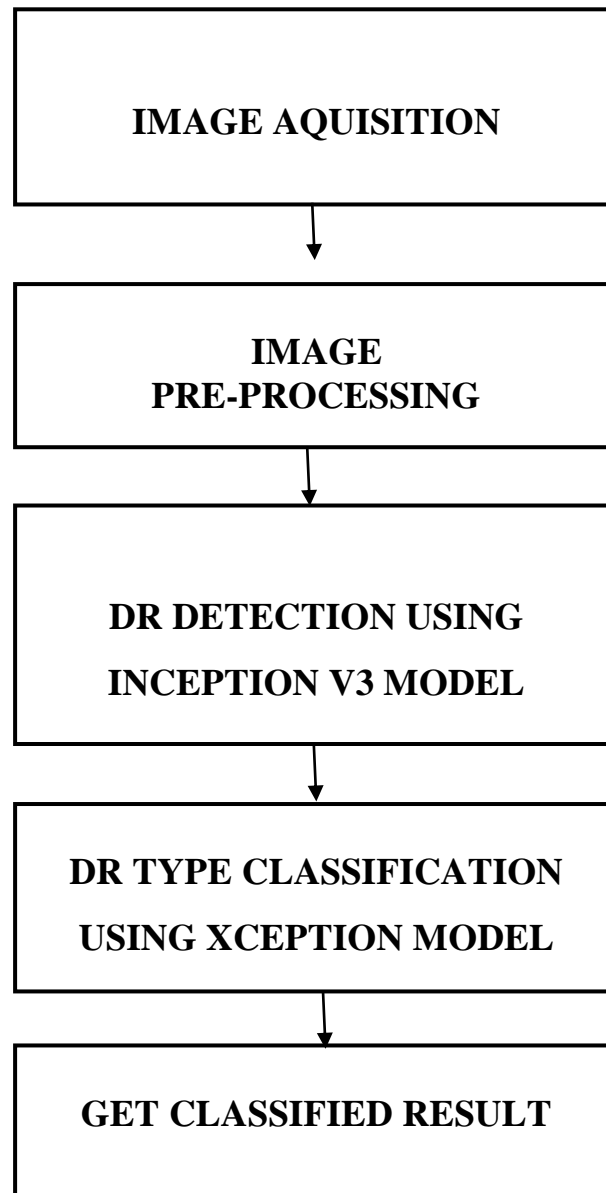 IMAGE AQUISITION
IMAGE
PRE-PROCESSING
DR DETECTION USING
INCEPTION V3 MODEL
DR TYPE CLASSIFICATION
USING XCEPTION MODEL
GET CLASSIFIED RESULT